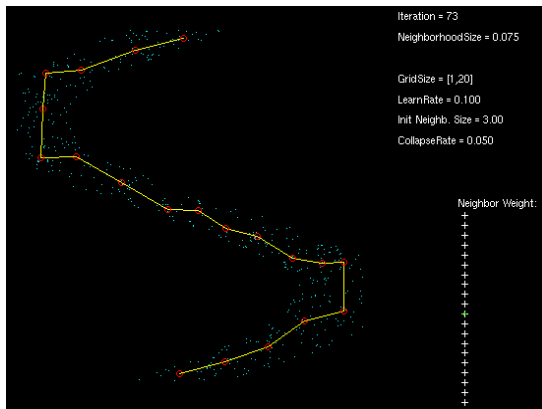 Iteration = 73
NeighborhoodSize = 0.075
GridSize = [1,20]
LearnRate = 0.100
Init Neighb. Size = 3.00
CollapseRate = 0.050
Neighbor Weight: